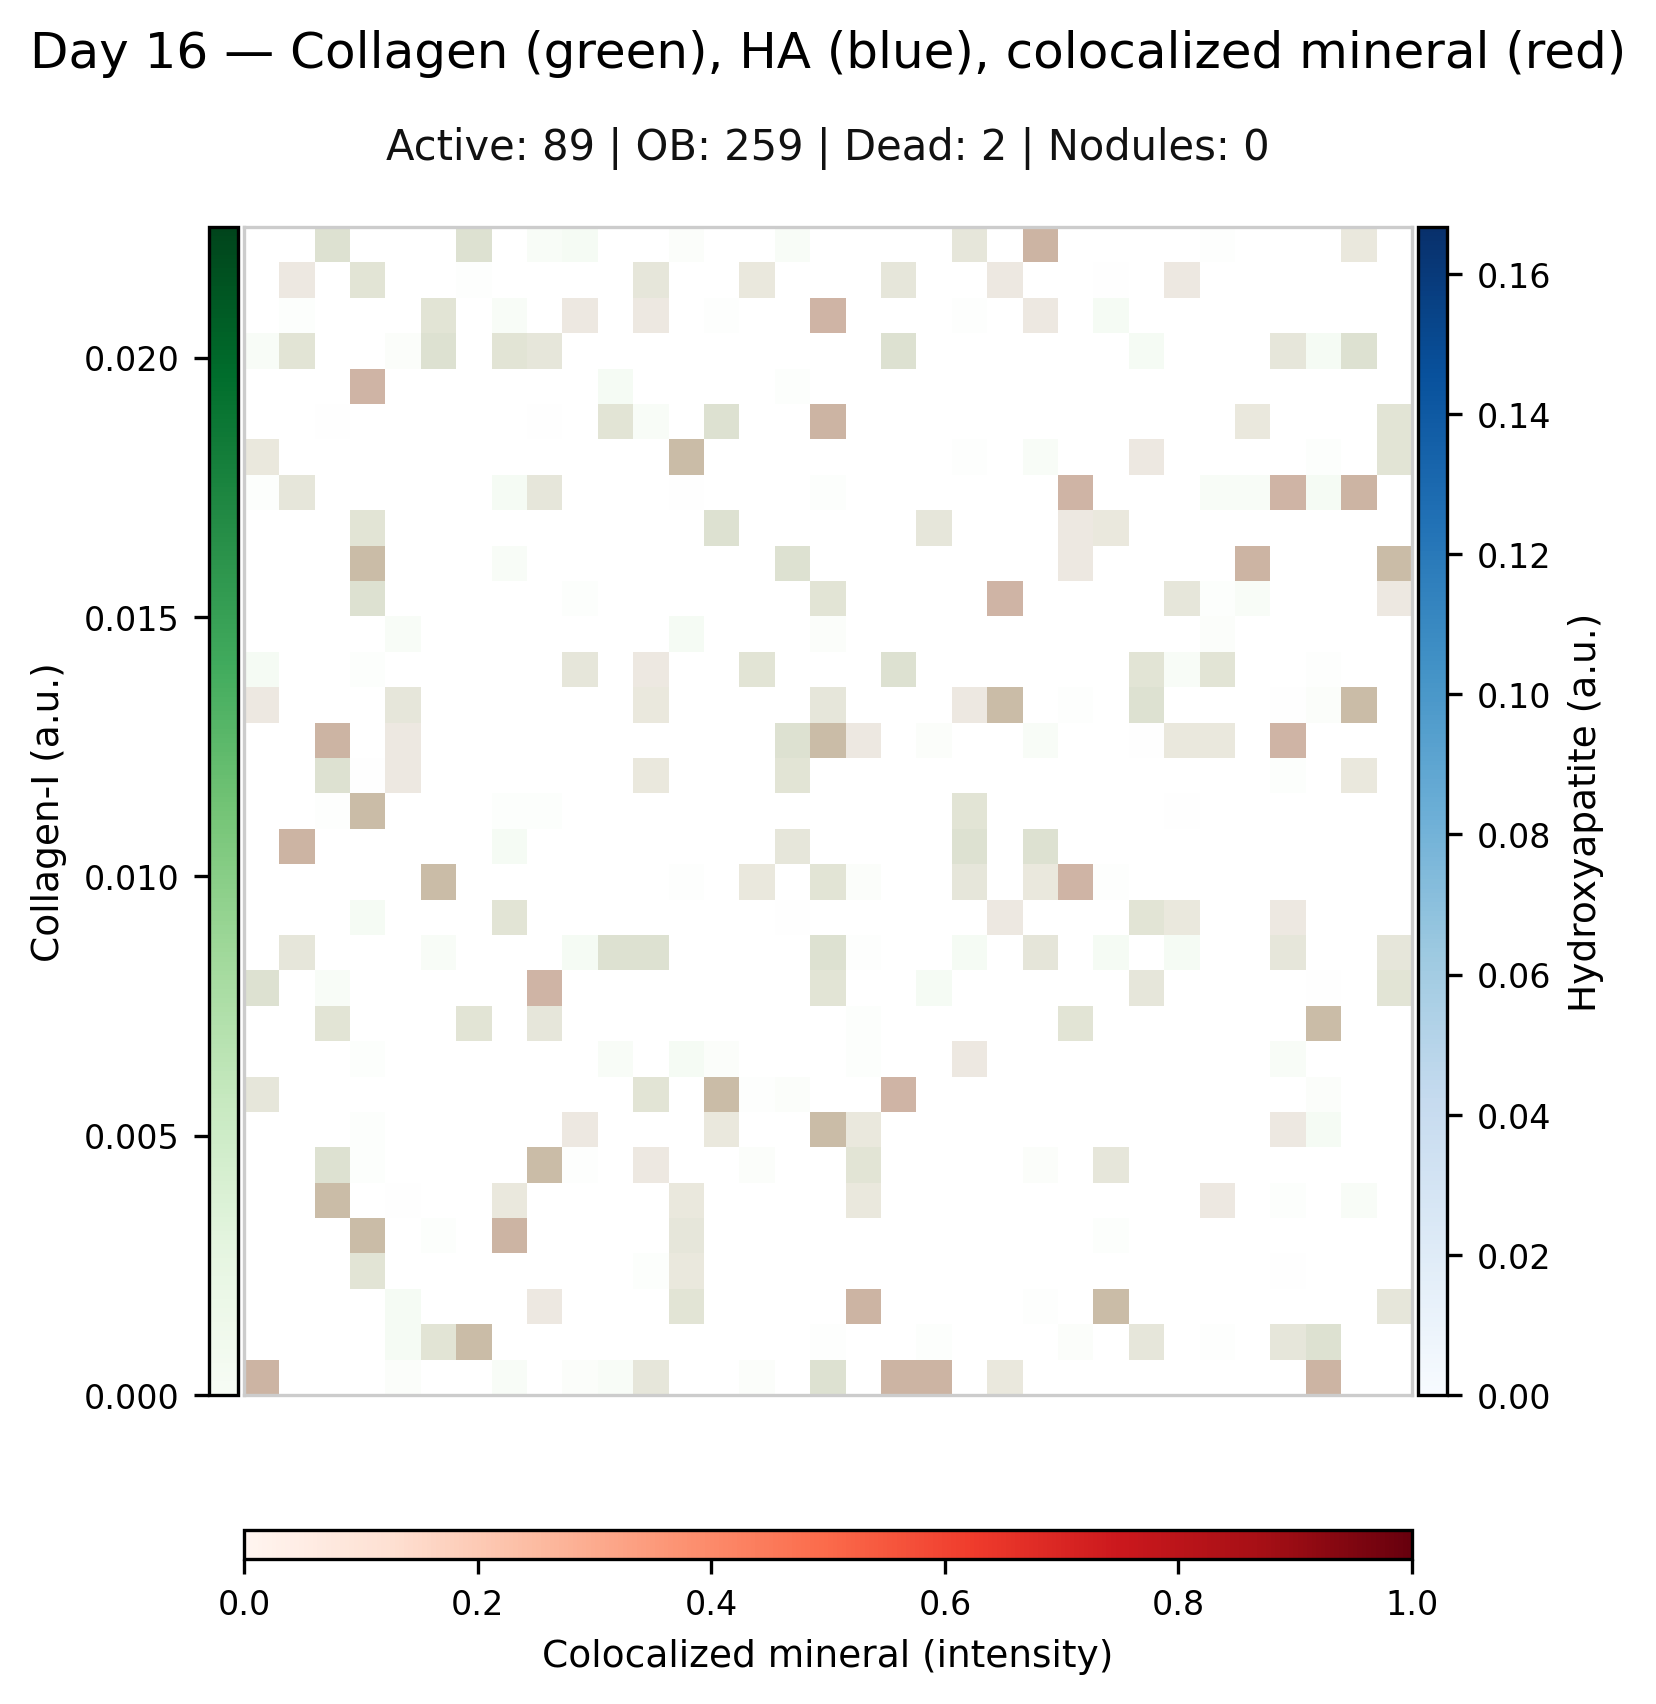 Day 16 — Collagen (green), HA (blue), colocalized mineral (red)
Active: 89 | OB: 259 | Dead: 2 | Nodules: 0
Collagen-I (a.u.)
0.020
0.015
0.010
0.005
0.000
0.16
0.14
0.12
0.10
0.08
0.06
0.04
0.02
0.00
Hydroxyapatite (a.u.)
0.0 0.2 0.4 0.6 0.8 1.0
Colocalized mineral (intensity)